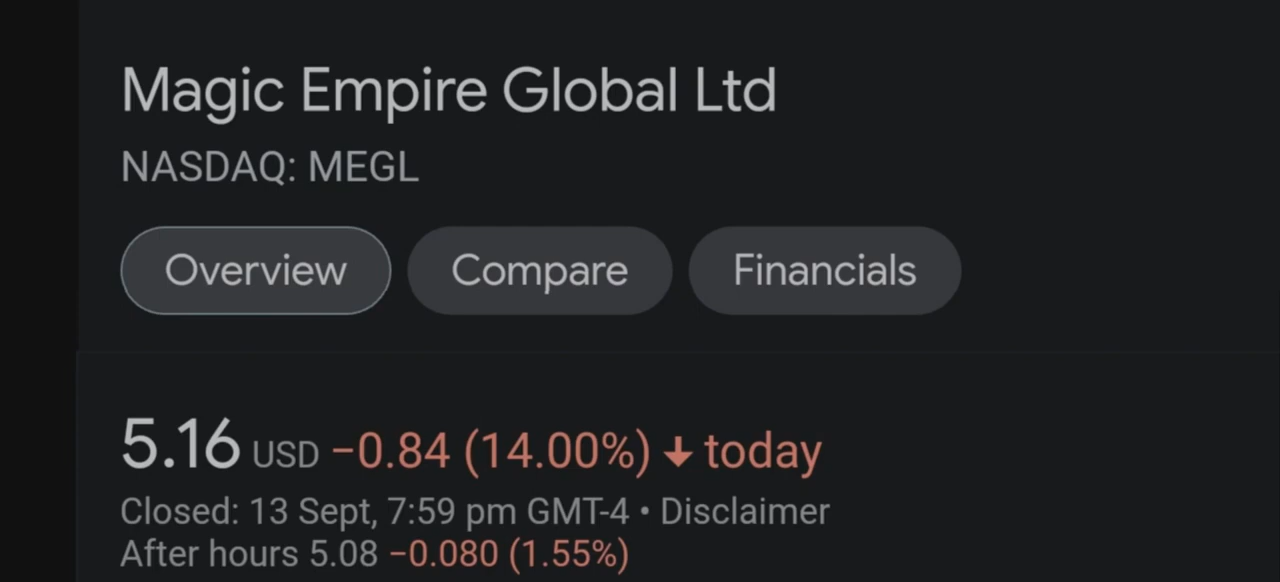 Magic Empire Global Ltd
NASDAQ: MEGL
Overview Compare Financials
5.16 USD −0.84 (14.00%) ↓ today
Closed: 13 Sept, 7:59 pm GMT-4 • Disclaimer
After hours 5.08 −0.080 (1.55%)